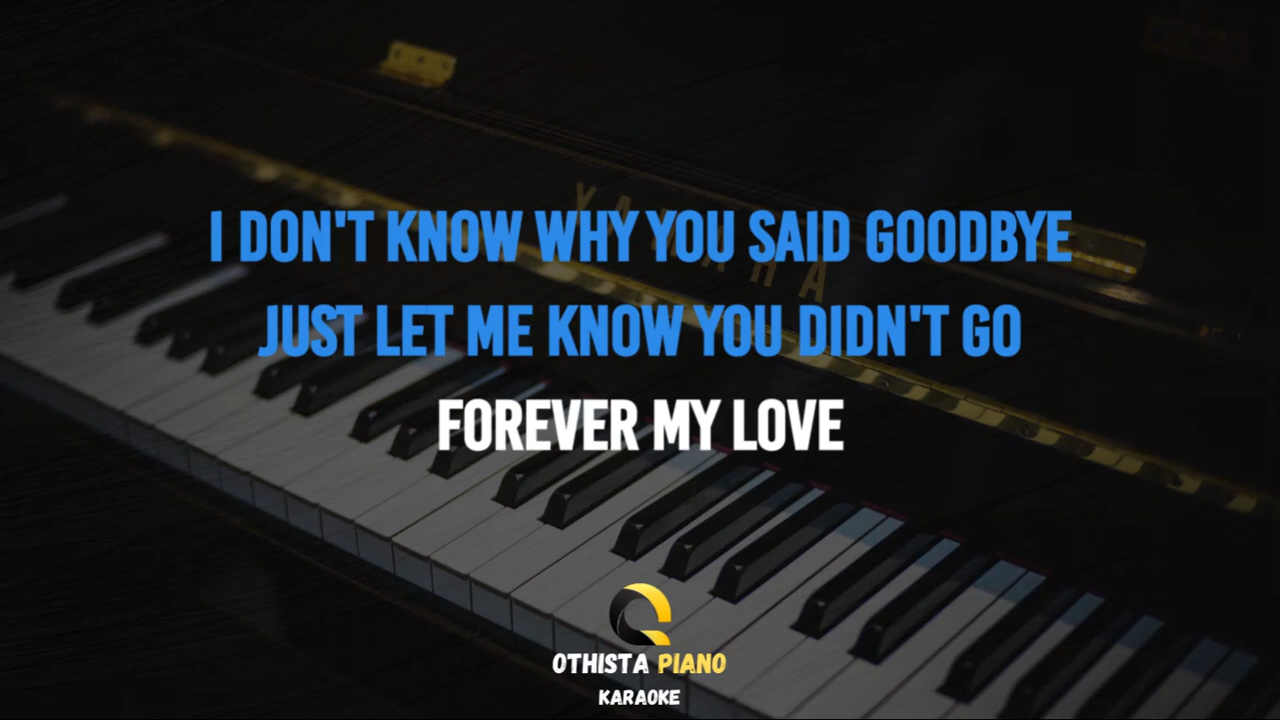 YAMAHA
I DON'T KNOW WHY YOU SAID GOODBYE
JUST LET ME KNOW YOU DIDN'T GO
FOREVER MY LOVE
OTHISTA PIANO
KARAOKE